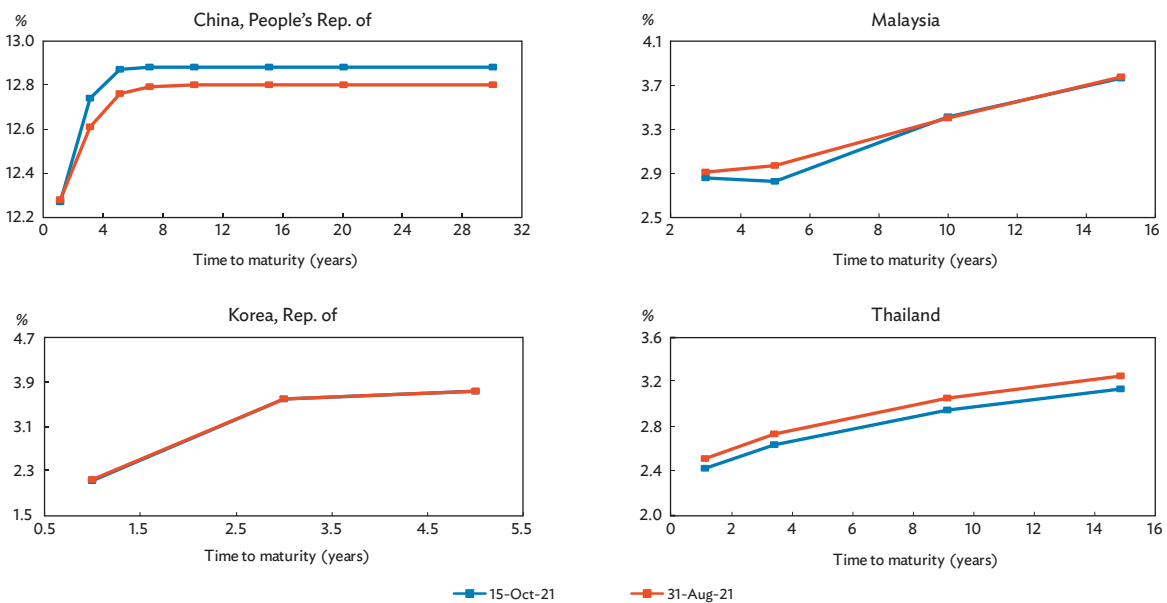 China, People's Rep. of
%
13.0
12.8
12.6
12.4
12.2
0 4 8 12 16 20 24 28 32
Time to maturity (years)
Malaysia
%
4.1
3.7
3.3
2.9
2.5
2 4 6 8 10 12 14 16
Time to maturity (years)
Korea, Rep. of
%
4.7
3.9
3.1
2.3
1.5
0.5 1.5 2.5 3.5 4.5 5.5
Time to maturity (years)
Thailand
%
3.6
3.2
2.8
2.4
2.0
0 2 4 6 8 10 12 14 16
Time to maturity (years)
15-Oct-21 31-Aug-21